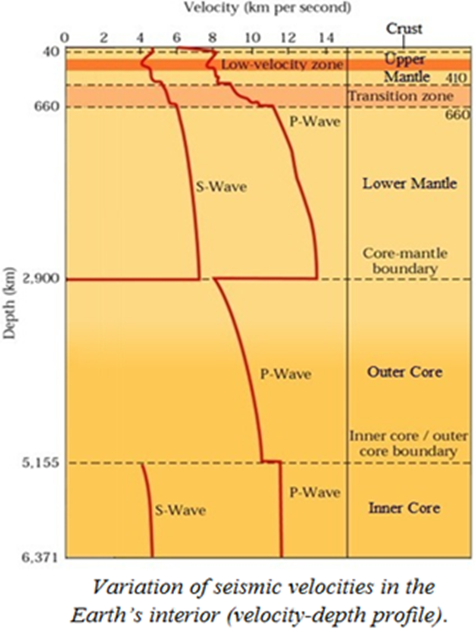 Velocity (km per second)
0 2 4 6 8 10 12 14
Crust
40
Low-velocity zone
Upper
Mantle
410
Transition zone
660
660
P-Wave
S-Wave
Lower Mantle
Core-mantle
boundary
2,900
Depth (km)
P-Wave
Outer Core
Inner core / outer
core boundary
5,155
P-Wave
S-Wave
Inner Core
6,371
Variation of seismic velocities in the
Earth's interior (velocity-depth profile).